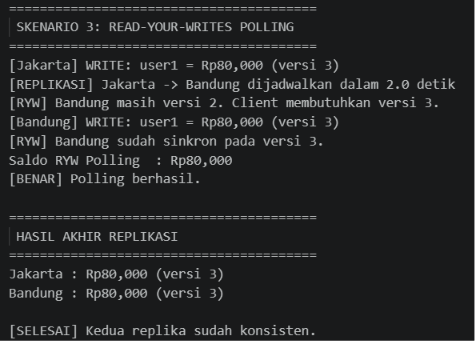 ========================================
SKENARIO 3: READ-YOUR-WRITES POLLING
========================================
[Jakarta] WRITE: user1 = Rp80,000 (versi 3)
[REPLIKASI] Jakarta -> Bandung dijadwalkan dalam 2.0 detik
[RYW] Bandung masih versi 2. Client membutuhkan versi 3.
[Bandung] WRITE: user1 = Rp80,000 (versi 3)
[RYW] Bandung sudah sinkron pada versi 3.
Saldo RYW Polling  : Rp80,000
[BENAR] Polling berhasil.
========================================
HASIL AKHIR REPLIKASI
========================================
Jakarta : Rp80,000 (versi 3)
Bandung : Rp80,000 (versi 3)
[SELESAI] Kedua replika sudah konsisten.